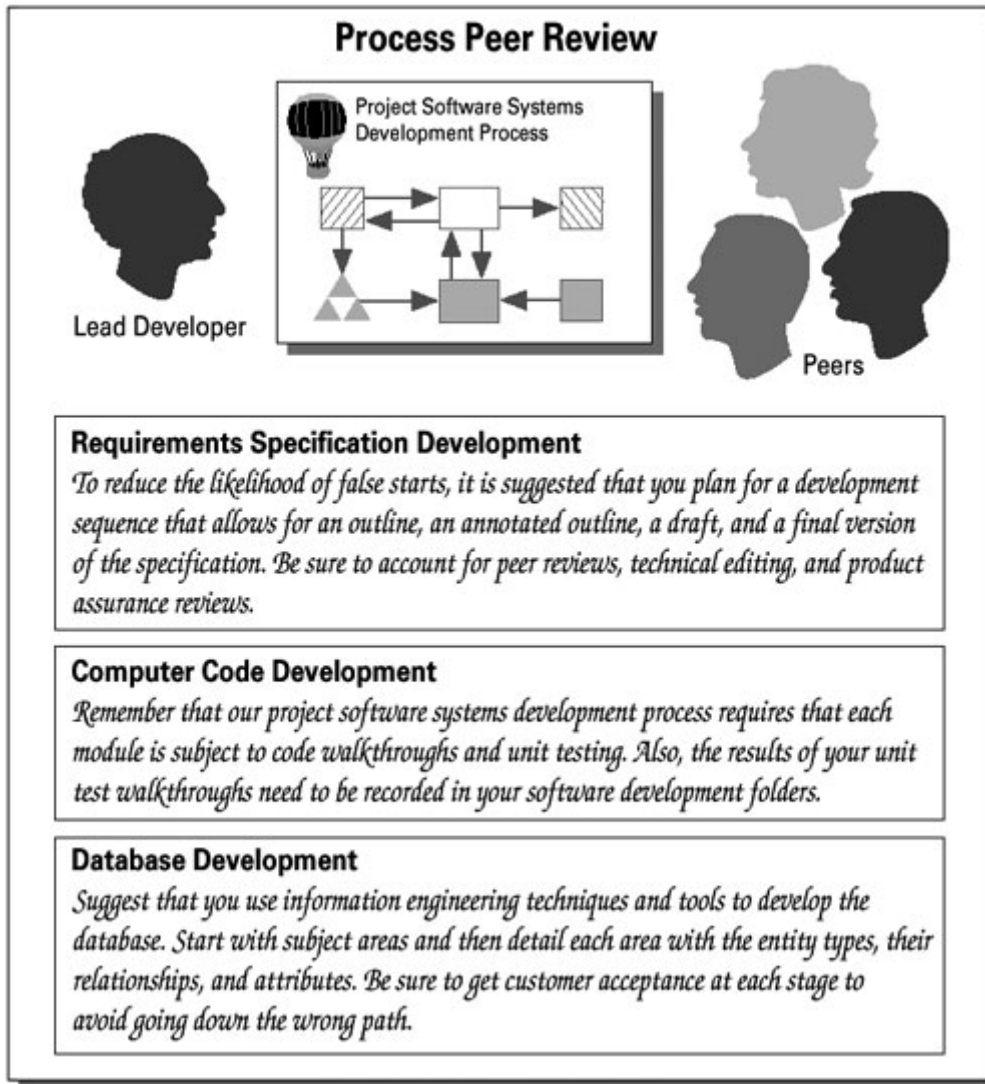 Process Peer Review
Project Software Systems
Development Process
Lead Developer
Peers
Requirements Specification Development
To reduce the likelihood of false starts, it is suggested that you plan for a development
sequence that allows for an outline, an annotated outline, a draft, and a final version
of the specification. Be sure to account for peer reviews, technical editing, and product
assurance reviews.
Computer Code Development
Remember that our project software systems development process requires that each
module is subject to code walkthroughs and unit testing. Also, the results of your unit
test walkthroughs need to be recorded in your software development folders.
Database Development
Suggest that you use information engineering techniques and tools to develop the
database. Start with subject areas and then detail each area with the entity types, their
relationships, and attributes. Be sure to get customer acceptance at each stage to
avoid going down the wrong path.